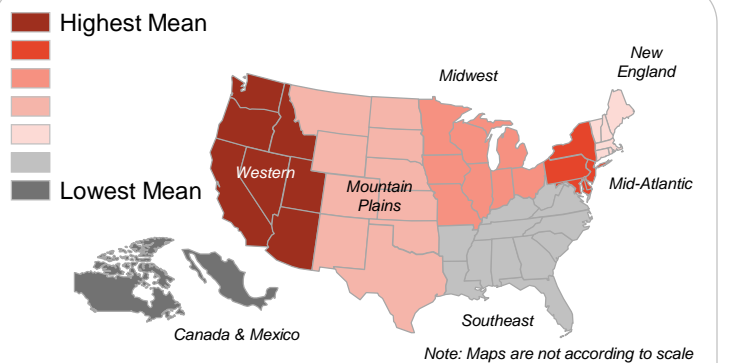 Highest Mean
New
England
Midwest
Western
Mountain
Plains
Mid-Atlantic
Lowest Mean
Southeast
Canada & Mexico
Note: Maps are not according to scale